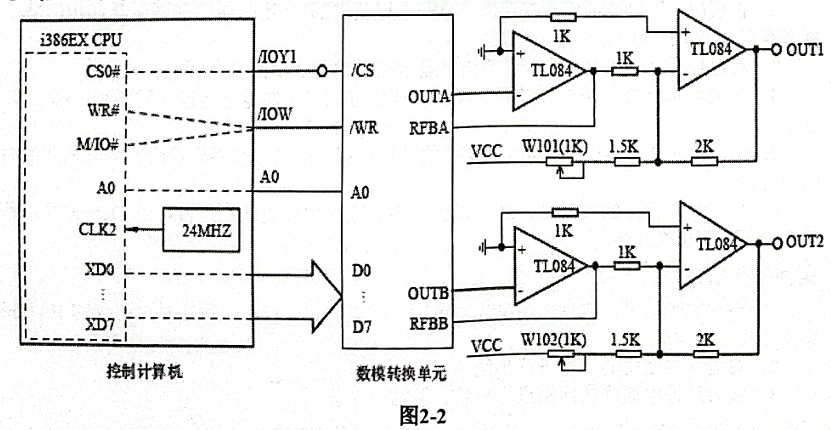 i386EX CPU
CS0#
WR#
M/IO#
A0
CLK2
24MHZ
XD0
⋮
XD7
控制计算机
/IOY1
/IOW
A0
/CS
/WR
A0
D0
⋮
D7
OUTA
RFBA
OUTB
RFBB
数模转换单元
1K
TL084
1K
TL084
OUT1
VCC
W101(1K)
1.5K
2K
1K
TL084
1K
TL084
OUT2
VCC
W102(1K)
1.5K
2K
+
-
+
-
+
-
+
-
图2-2